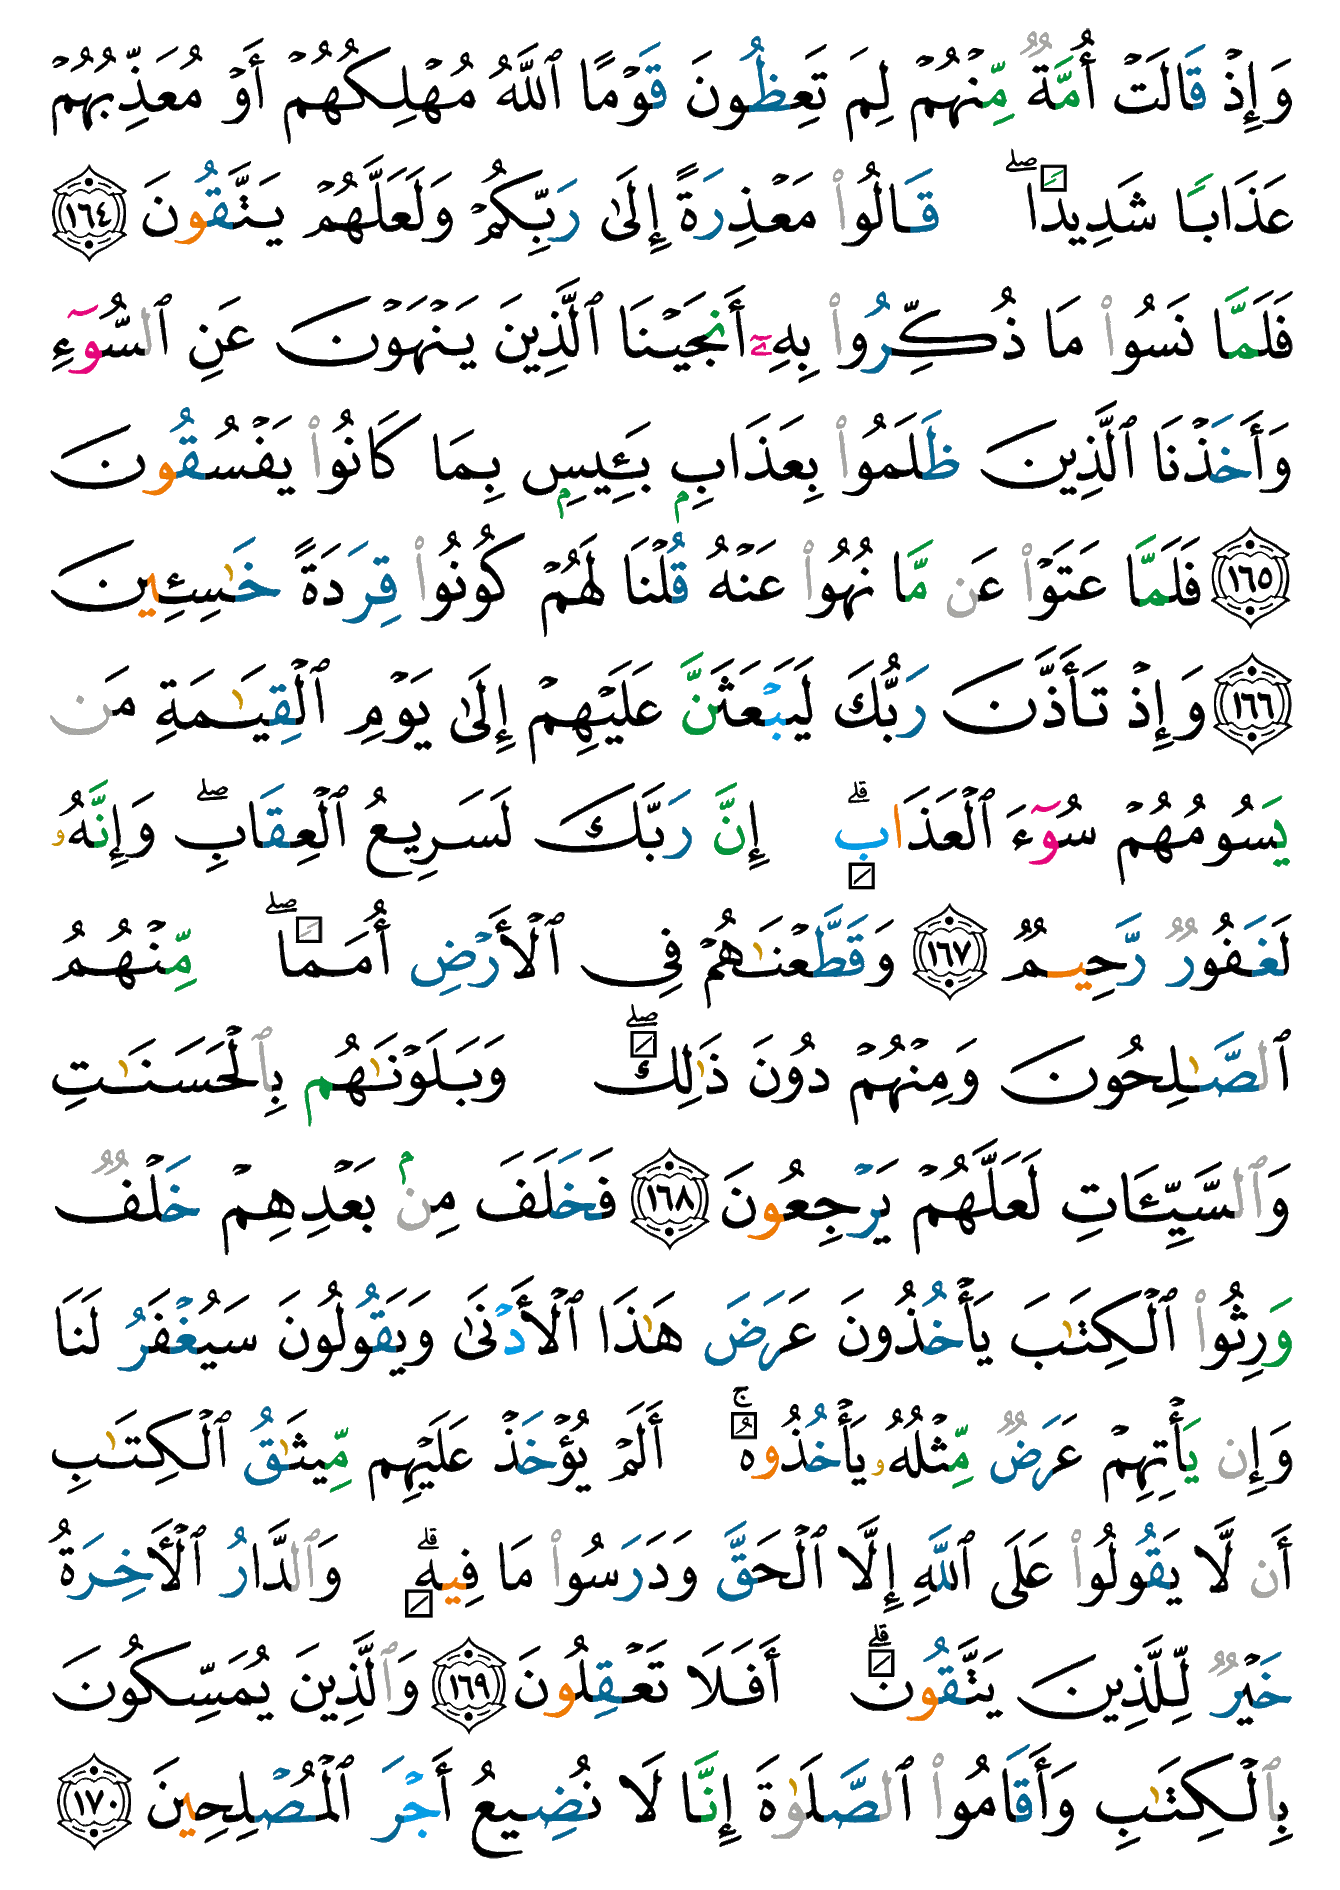 وَإِذۡ قَالَتۡ أُمَّةٞ مِّنۡهُمۡ لِمَ تَعِظُونَ قَوۡمًا ٱللَّهُ مُهۡلِكُهُمۡ أَوۡ مُعَذِّبُهُمۡ
عَذَابٗا شَدِيدٗاۖ قَالُواْ مَعۡذِرَةً إِلَىٰ رَبِّكُمۡ وَلَعَلَّهُمۡ يَتَّقُونَ ١٦٤
فَلَمَّا نَسُواْ مَا ذُكِّرُواْ بِهِۦٓ أَنجَيۡنَا ٱلَّذِينَ يَنۡهَوۡنَ عَنِ ٱلسُّوٓءِ
وَأَخَذۡنَا ٱلَّذِينَ ظَلَمُواْ بِعَذَابِۭ بَـِٔيسِۭ بِمَا كَانُواْ يَفۡسُقُونَ
١٦٥ فَلَمَّا عَتَوۡاْ عَن مَّا نُهُواْ عَنۡهُ قُلۡنَا لَهُمۡ كُونُواْ قِرَدَةً خَٰسِـِٔينَ
١٦٦ وَإِذۡ تَأَذَّنَ رَبُّكَ لَيَبۡعَثَنَّ عَلَيۡهِمۡ إِلَىٰ يَوۡمِ ٱلۡقِيَٰمَةِ مَن
يَسُومُهُمۡ سُوٓءَ ٱلۡعَذَابِۗ إِنَّ رَبَّكَ لَسَرِيعُ ٱلۡعِقَابِۖ وَإِنَّهُۥ
لَغَفُورٞ رَّحِيمٞ ١٦٧ وَقَطَّعۡنَٰهُمۡ فِي ٱلۡأَرۡضِ أُمَمٗاۖ مِّنۡهُمُ
ٱلصَّٰلِحُونَ وَمِنۡهُمۡ دُونَ ذَٰلِكَۖ وَبَلَوۡنَٰهُم بِٱلۡحَسَنَٰتِ
وَٱلسَّيِّـَٔاتِ لَعَلَّهُمۡ يَرۡجِعُونَ ١٦٨ فَخَلَفَ مِنۢ بَعۡدِهِمۡ خَلۡفٞ
وَرِثُواْ ٱلۡكِتَٰبَ يَأۡخُذُونَ عَرَضَ هَٰذَا ٱلۡأَدۡنَىٰ وَيَقُولُونَ سَيُغۡفَرُ لَنَا
وَإِن يَأۡتِهِمۡ عَرَضٞ مِّثۡلُهُۥ يَأۡخُذُوهُۚ أَلَمۡ يُؤۡخَذۡ عَلَيۡهِم مِّيثَٰقُ ٱلۡكِتَٰبِ
أَن لَّا يَقُولُواْ عَلَى ٱللَّهِ إِلَّا ٱلۡحَقَّ وَدَرَسُواْ مَا فِيهِۗ وَٱلدَّارُ ٱلۡأٓخِرَةُ
خَيۡرٞ لِّلَّذِينَ يَتَّقُونَۗ أَفَلَا تَعۡقِلُونَ ١٦٩ وَٱلَّذِينَ يُمَسِّكُونَ
بِٱلۡكِتَٰبِ وَأَقَامُواْ ٱلصَّلَوٰةَ إِنَّا لَا نُضِيعُ أَجۡرَ ٱلۡمُصۡلِحِينَ ١٧٠